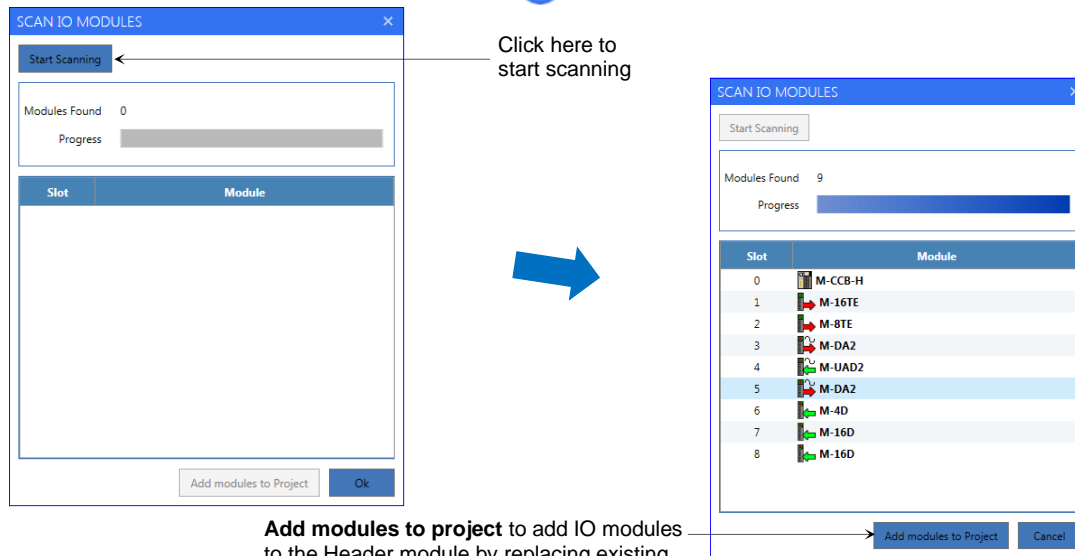 SCAN IO MODULES
Start Scanning
Click here to
start scanning
Modules Found 0
Progress
Slot Module
Add modules to Project Ok
SCAN IO MODULES
Start Scanning
Modules Found 9
Progress
Slot Module
0 M-CCB-H
1 M-16TE
2 M-8TE
3 M-DA2
4 M-UAD2
5 M-DA2
6 M-4D
7 M-16D
8 M-16D
Add modules to Project Cancel
Add modules to project to add IO modules
to the Header module by replacing existing